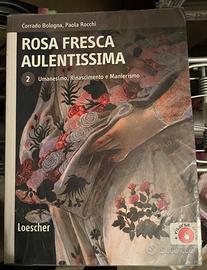 Corrado Bologna, Paola Rocchi
ROSA FRESCA
AULENTISSIMA
2 Umanesimo, Rinascimento e Manierismo
Loescher